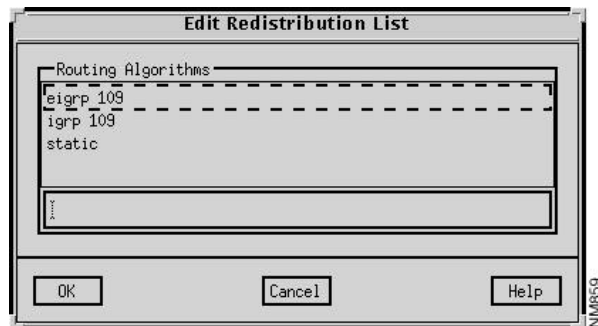 Edit Redistribution List
Routing Algorithms
eigrp 109
igrp 109
static
OK Cancel Help
NM859